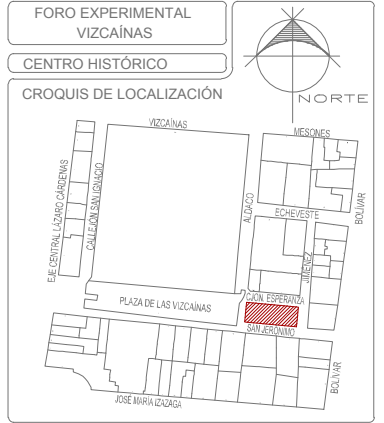 FORO EXPERIMENTAL
VIZCAÍNAS
CENTRO HISTÓRICO
CROQUIS DE LOCALIZACIÓN
NORTE
VIZCAÍNAS
MESONES
EJE CENTRAL LÁZARO CÁRDENAS
CALLEJÓN SAN IGNACIO
ALDACO
ECHEVESTE
BOLÍVAR
JIMÉNEZ
CJON. ESPERANZA
PLAZA DE LAS VIZCAÍNAS
SAN JERÓNIMO
BOLÍVAR
JOSÉ MARÍA IZAZAGA